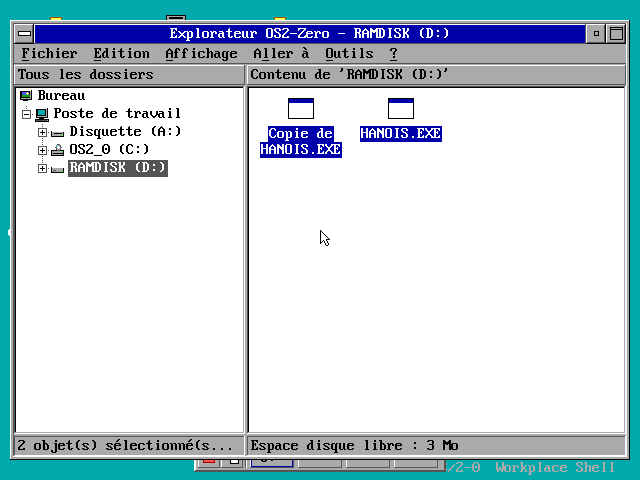 Explorateur OS2-Zero - RAMDISK (D:)
Fichier Edition Affichage Aller à Outils ?
Tous les dossiers
Contenu de 'RAMDISK (D:)'
Bureau
Poste de travail
Disquette (A:)
OS2_0 (C:)
RAMDISK (D:)
Copie de
HANOIS.EXE
HANOIS.EXE
2 objet(s) sélectionné(s...
Espace disque libre : 3 Mo
/2-0 Workplace Shell